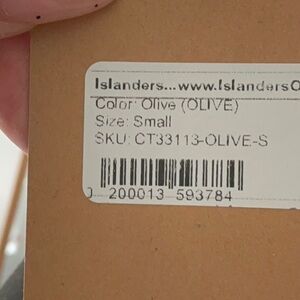 Islanders...www.IslandersO
Color: Olive (OLIVE)
Size: Small
SKU: CT33113-OLIVE-S
200013 593784